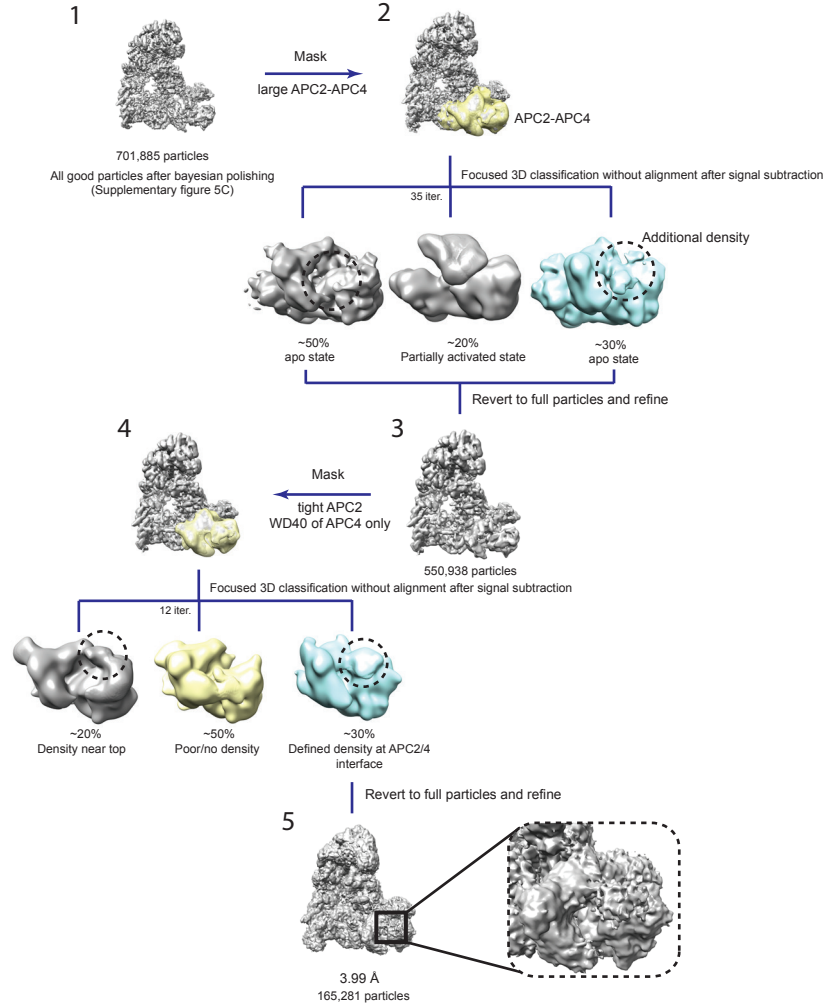 1
2
Mask
large APC2-APC4
APC2-APC4
701,885 particles
All good particles after bayesian polishing
(Supplementary figure 5C)
Focused 3D classification without alignment after signal subtraction
35 iter.
Additional density
~50%
apo state
~20%
Partially activated state
~30%
apo state
Revert to full particles and refine
4
3
Mask
tight APC2
WD40 of APC4 only
550,938 particles
Focused 3D classification without alignment after signal subtraction
12 iter.
~20%
Density near top
~50%
Poor/no density
~30%
Defined density at APC2/4
interface
Revert to full particles and refine
5
3.99 Å
165,281 particles